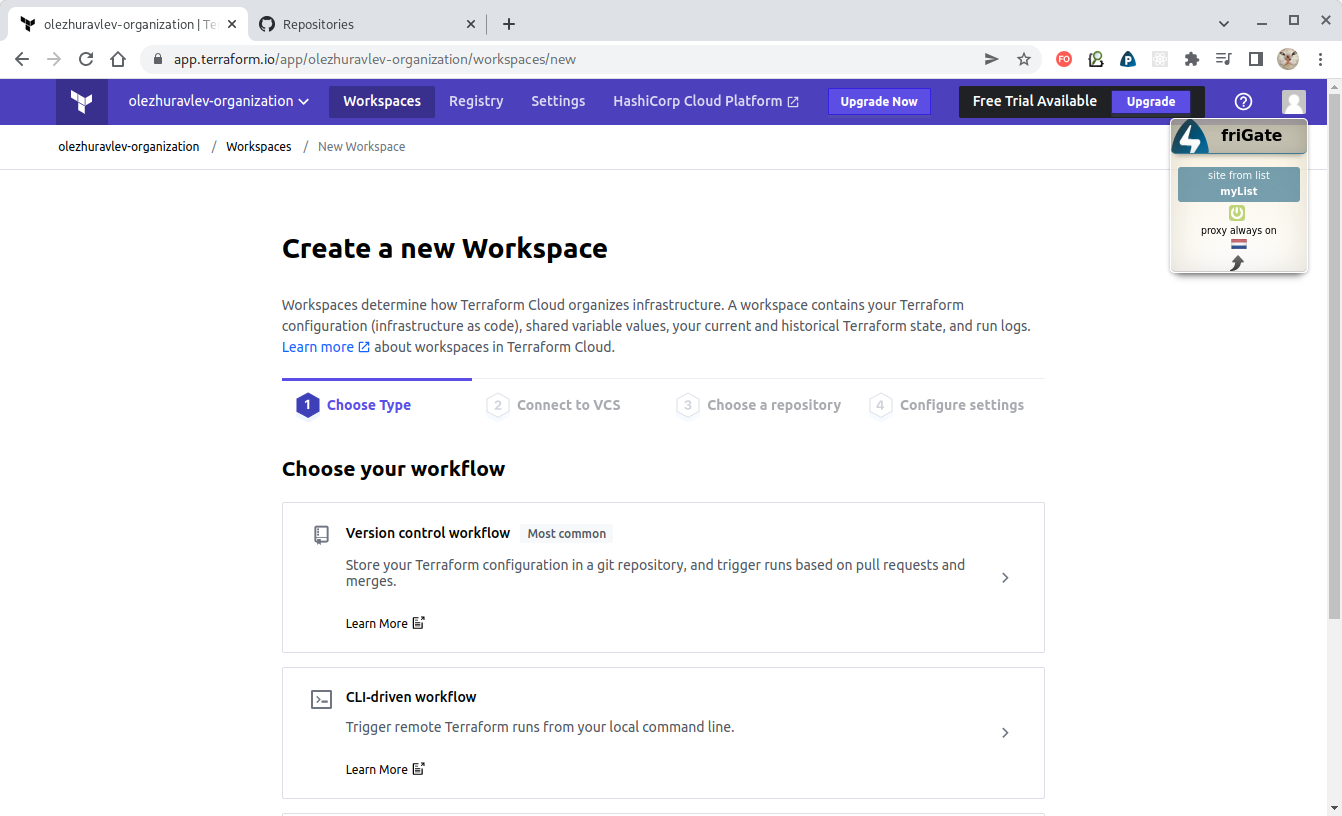 olezhuravlev-organization | Te
Repositories
app.terraform.io/app/olezhuravlev-organization/workspaces/new
FO
P
olezhuravlev-organization
Workspaces
Registry
Settings
HashiCorp Cloud Platform
Upgrade Now
Free Trial Available
Upgrade
olezhuravlev-organization / Workspaces / New Workspace
friGate
site from list
myList
proxy always on
Create a new Workspace
Workspaces determine how Terraform Cloud organizes infrastructure. A workspace contains your Terraform
configuration (infrastructure as code), shared variable values, your current and historical Terraform state, and run logs.
Learn more about workspaces in Terraform Cloud.
1 Choose Type
2 Connect to VCS
3 Choose a repository
4 Configure settings
Choose your workflow
Version control workflow Most common
Store your Terraform configuration in a git repository, and trigger runs based on pull requests and
merges.
Learn More
CLI-driven workflow
Trigger remote Terraform runs from your local command line.
Learn More